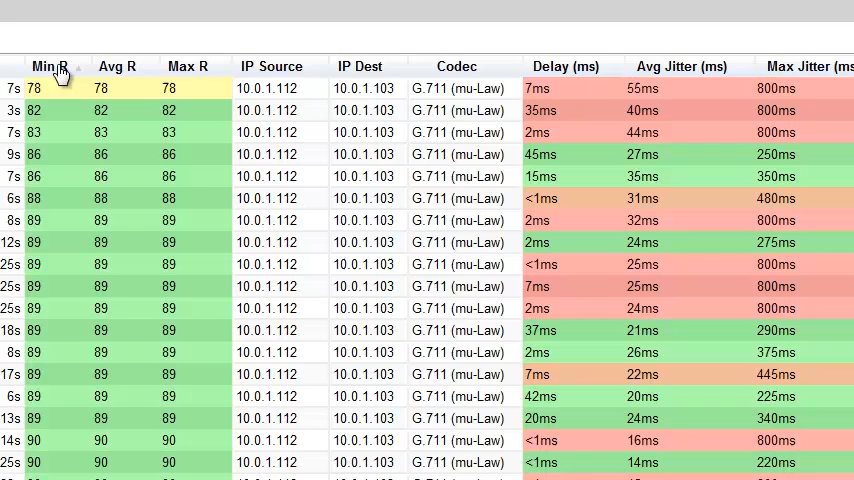 Min R Avg R Max R IP Source IP Dest Codec Delay (ms) Avg Jitter (ms) Max Jitter (ms
7s 78 78 78 10.0.1.112 10.0.1.103 G.711 (mu-Law) 7ms 55ms 800ms
3s 82 82 82 10.0.1.112 10.0.1.103 G.711 (mu-Law) 35ms 40ms 800ms
7s 83 83 83 10.0.1.112 10.0.1.103 G.711 (mu-Law) 2ms 44ms 800ms
9s 86 86 86 10.0.1.112 10.0.1.103 G.711 (mu-Law) 45ms 27ms 250ms
7s 86 86 86 10.0.1.112 10.0.1.103 G.711 (mu-Law) 15ms 35ms 350ms
6s 88 88 88 10.0.1.112 10.0.1.103 G.711 (mu-Law) <1ms 31ms 480ms
8s 89 89 89 10.0.1.112 10.0.1.103 G.711 (mu-Law) 2ms 32ms 800ms
12s 89 89 89 10.0.1.112 10.0.1.103 G.711 (mu-Law) 2ms 24ms 275ms
25s 89 89 89 10.0.1.112 10.0.1.103 G.711 (mu-Law) <1ms 25ms 800ms
25s 89 89 89 10.0.1.112 10.0.1.103 G.711 (mu-Law) 7ms 25ms 800ms
25s 89 89 89 10.0.1.112 10.0.1.103 G.711 (mu-Law) 2ms 24ms 800ms
18s 89 89 89 10.0.1.112 10.0.1.103 G.711 (mu-Law) 37ms 21ms 290ms
8s 89 89 89 10.0.1.112 10.0.1.103 G.711 (mu-Law) 2ms 26ms 375ms
17s 89 89 89 10.0.1.112 10.0.1.103 G.711 (mu-Law) 7ms 22ms 445ms
6s 89 89 89 10.0.1.112 10.0.1.103 G.711 (mu-Law) 42ms 20ms 225ms
13s 89 89 89 10.0.1.112 10.0.1.103 G.711 (mu-Law) 20ms 24ms 340ms
14s 90 90 90 10.0.1.112 10.0.1.103 G.711 (mu-Law) <1ms 16ms 800ms
25s 90 90 90 10.0.1.112 10.0.1.103 G.711 (mu-Law) <1ms 14ms 220ms